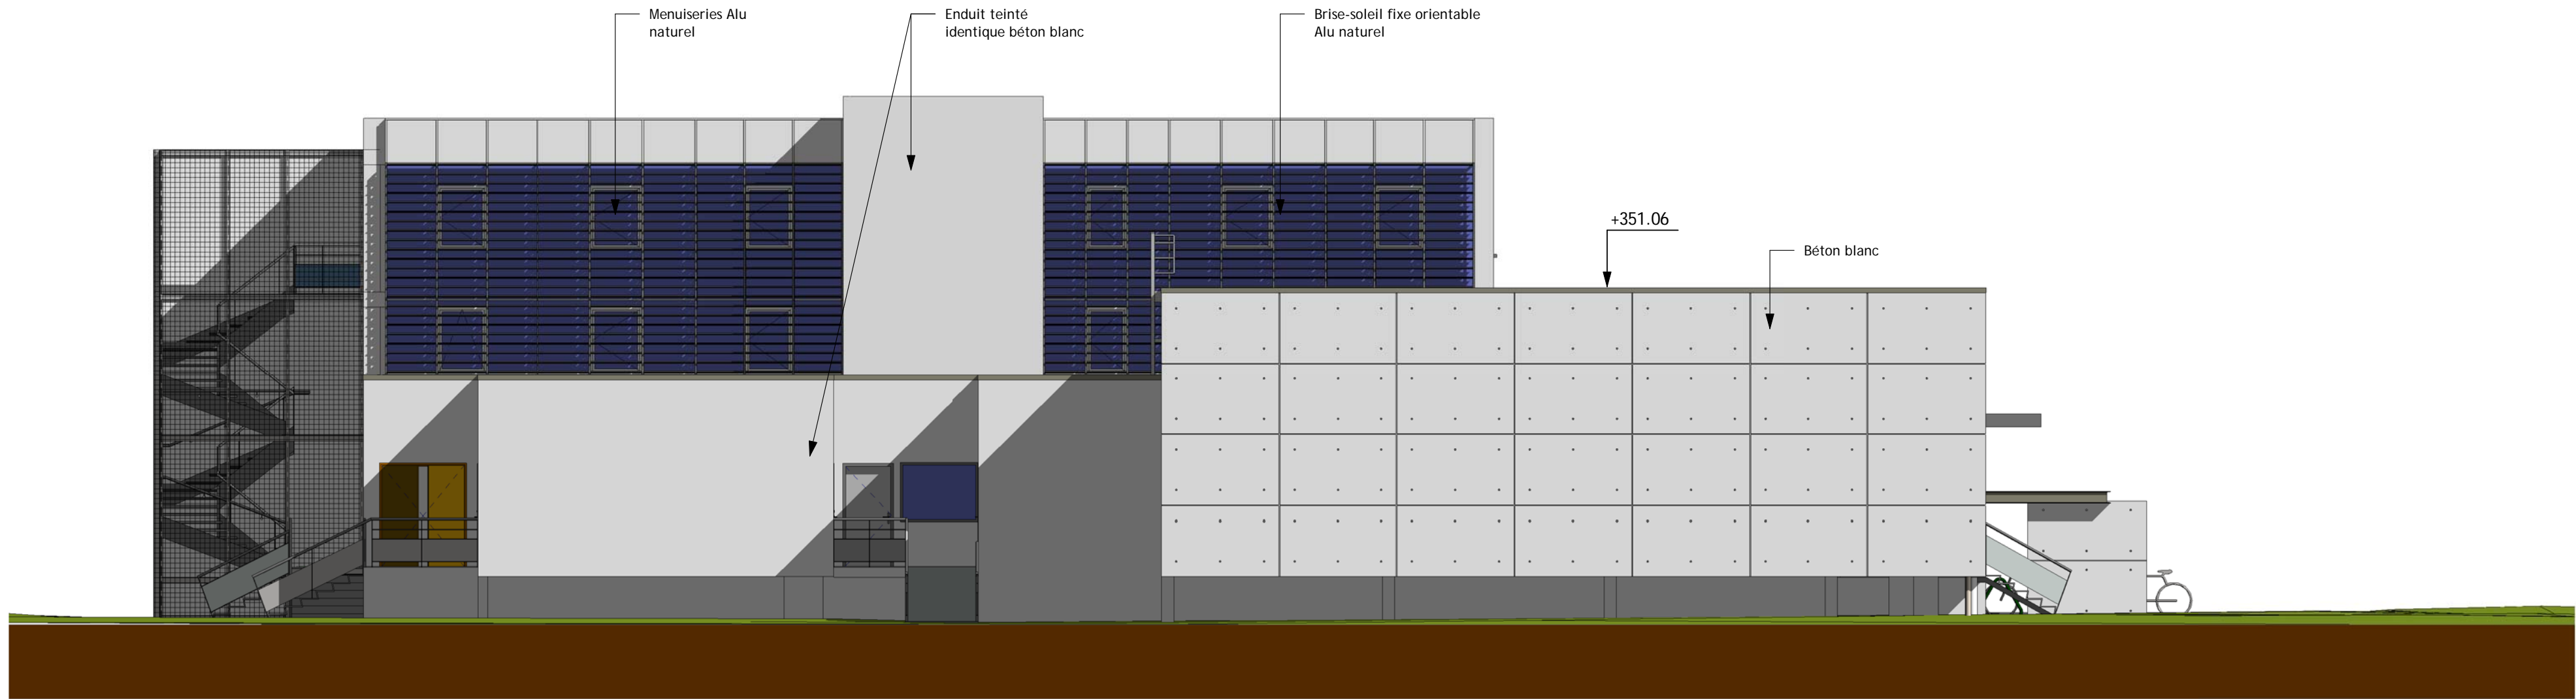 Menuiseries Alu
naturel
Enduit teinté
identique béton blanc
Brise-soleil fixe orientable
Alu naturel
+351.06
Béton blanc